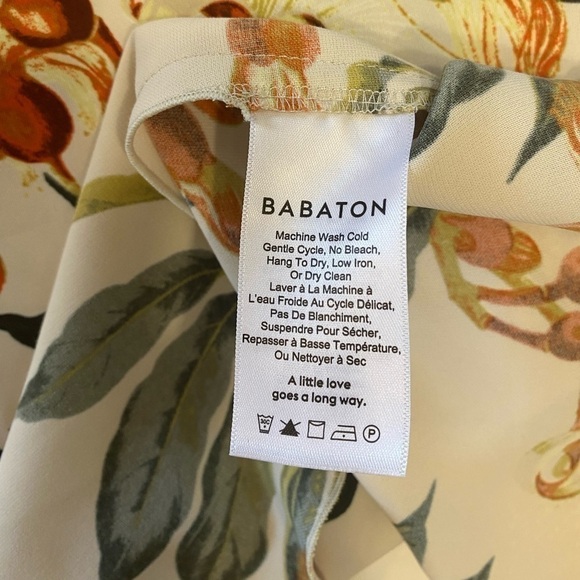 BABATON
Machine Wash Cold
Gentle Cycle, No Bleach,
Hang To Dry, Low Iron,
Or Dry Clean
Laver à La Machine à
L'eau Froide Au Cycle Délicat,
Pas De Blanchiment,
Suspendre Pour Sécher,
Repasser à Basse Température,
Ou Nettoyer à Sec
A little love
goes a long way.
30C P